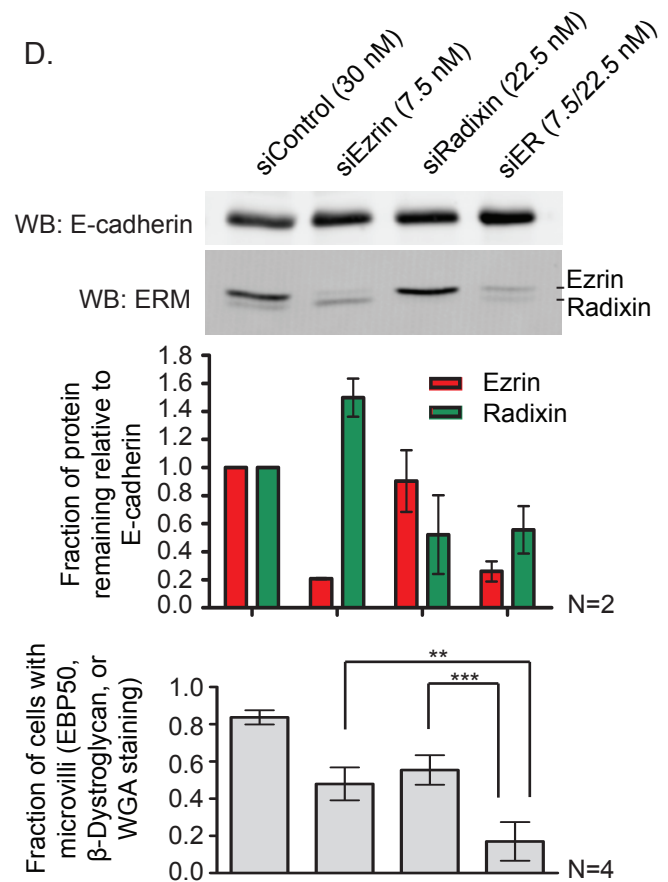 D.
siControl (30 nM)
siEzrin (7.5 nM)
siRadixin (22.5 nM)
siER (7.5/22.5 nM)
WB: E-cadherin
WB: ERM
Ezrin
Radixin
Fraction of protein
remaining relative to
E-cadherin
1.8
1.6
1.4
1.2
1.0
0.8
0.6
0.4
0.2
0.0
Ezrin
Radixin
N=2
Fraction of cells with
microvilli (EBP50,
β-Dystroglycan, or
WGA staining)
1.0
0.8
0.6
0.4
0.2
0.0
**
***
N=4